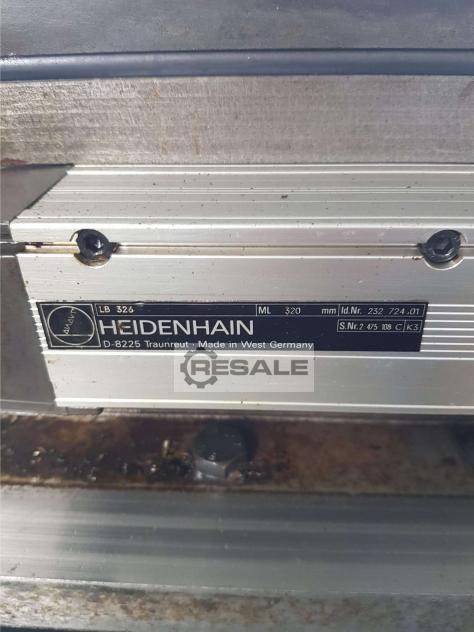 LB 326 ML 320 mm Id.Nr. 232 724.01
HEIDENHAIN S.Nr. 2 475 108 C K3
D-8225 Traunreut · Made in West Germany
RESALE